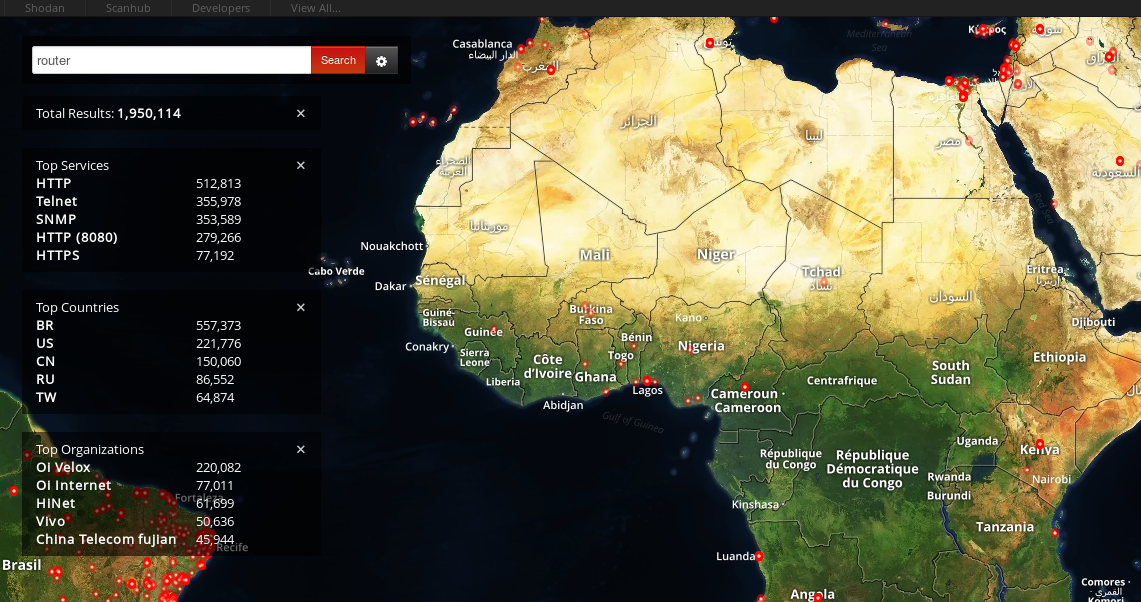 Shodan Scanhub Developers View All...
router Search
Total Results: 1,950,114
Top Services
HTTP 512,813
Telnet 355,978
SNMP 353,589
HTTP (8080) 279,266
HTTPS 77,192
Top Countries
BR 557,373
US 221,776
CN 150,060
RU 86,552
TW 64,874
Top Organizations
OI Velox 220,082
OI Internet 77,011
HiNet 61,699
Vivo 50,636
China Telecom fujian 45,944
Fortaleza
Recife
Brasil
Mediterranean
Sea
Κύπρος
Casablanca
الدار البيضاء
المغرب
تونس
الجزائر
ليبيا
مصر
الصحراء
الغربية
موريتانيا
Red Sea
Nouakchott
Mali
Niger
Tchad
تشاد
السودان
Eritrea
إرتريا
Cabo Verde
Dakar
Sénégal
Guiné-
Bissau
Guinée
Burkina
Faso
Kano
Djibouti
Conakry
Sierra
Leone
Bénin
Togo
Nigeria
Côte
d'Ivoire
Ghana
South
Sudan
Ethiopia
Liberia
Abidjan
Lagos
Cameroun
Cameroon
Centrafrique
Gulf of Guinea
Uganda
Kenya
République
du Congo
République
Démocratique
du Congo
Rwanda
Nairobi
Burundi
Kinshasa
Tanzania
Luanda
Angola
Comores
القمري
Komori